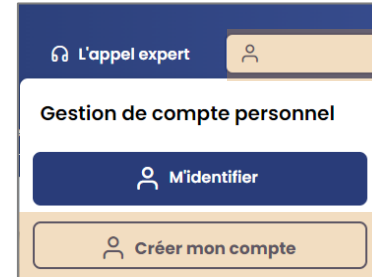 L'appel expert
Gestion de compte personnel
M'identifier
Créer mon compte